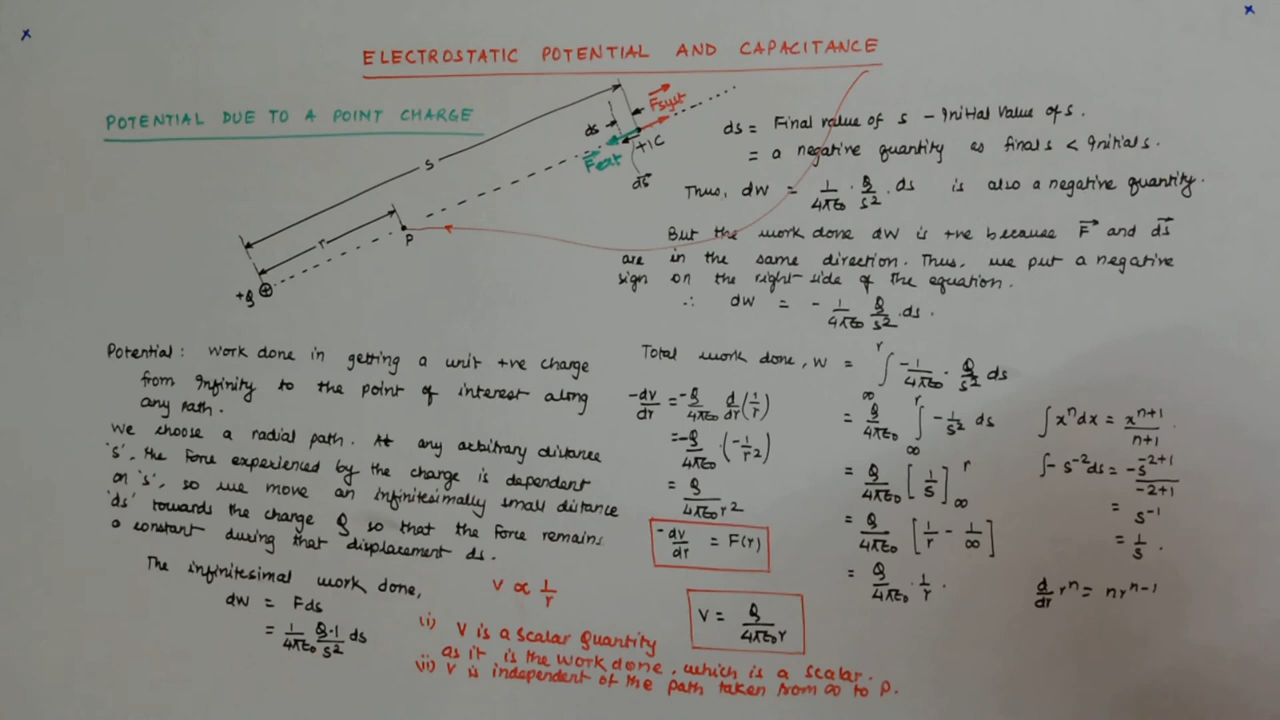 ELECTROSTATIC POTENTIAL AND CAPACITANCE
POTENTIAL DUE TO A POINT CHARGE
ds
Fsyst
Fext
+1C
ds
s
r
P
+Q
ds = Final value of s - Initial value of s.
= a negative quantity as final s < Initial s.
Thus, dW = 1/4πε0 · Q/s² · ds is also a negative quantity.
But the work done dW is +ve because F and ds
are in the same direction. Thus, we put a negative
sign on the right side of the equation.
∴ dW = - 1/4πε0 Q/s² · ds.
Potential: Work done in getting a unit +ve charge
from Infinity to the point of interest along
any path.
We choose a radial path. At any arbitrary distance
's', the force experienced by the charge is dependent
on 's', so we move an infinitesimally small distance
'ds' towards the charge Q so that the force remains
a constant during that displacement ds.
The infinitesimal work done,
dW = Fds
= 1/4πε0 Q·1/s² ds
V ∝ 1/r
(i) V is a scalar quantity
as it is the work done, which is a scalar.
(ii) V is independent of the path taken from ∞ to P.
-dV/dr = -Q/4πε0 d/dr(1/r)
= -Q/4πε0 · (-1/r²)
= Q/4πε0r²
-dV/dr = F(r)
V = Q/4πε0r
Total work done, W = ∫∞^r -1/4πε0 · Q/s² ds
= Q/4πε0 ∫∞^r -1/s² ds
= Q/4πε0 [1/s]∞^r
= Q/4πε0 [1/r - 1/∞]
= Q/4πε0 · 1/r.
∫xⁿdx = xⁿ⁺¹/n+1.
∫-s⁻²ds = -s⁻²⁺¹/-2+1
= s⁻¹
= 1/s.
d/dr rⁿ = nrⁿ⁻¹